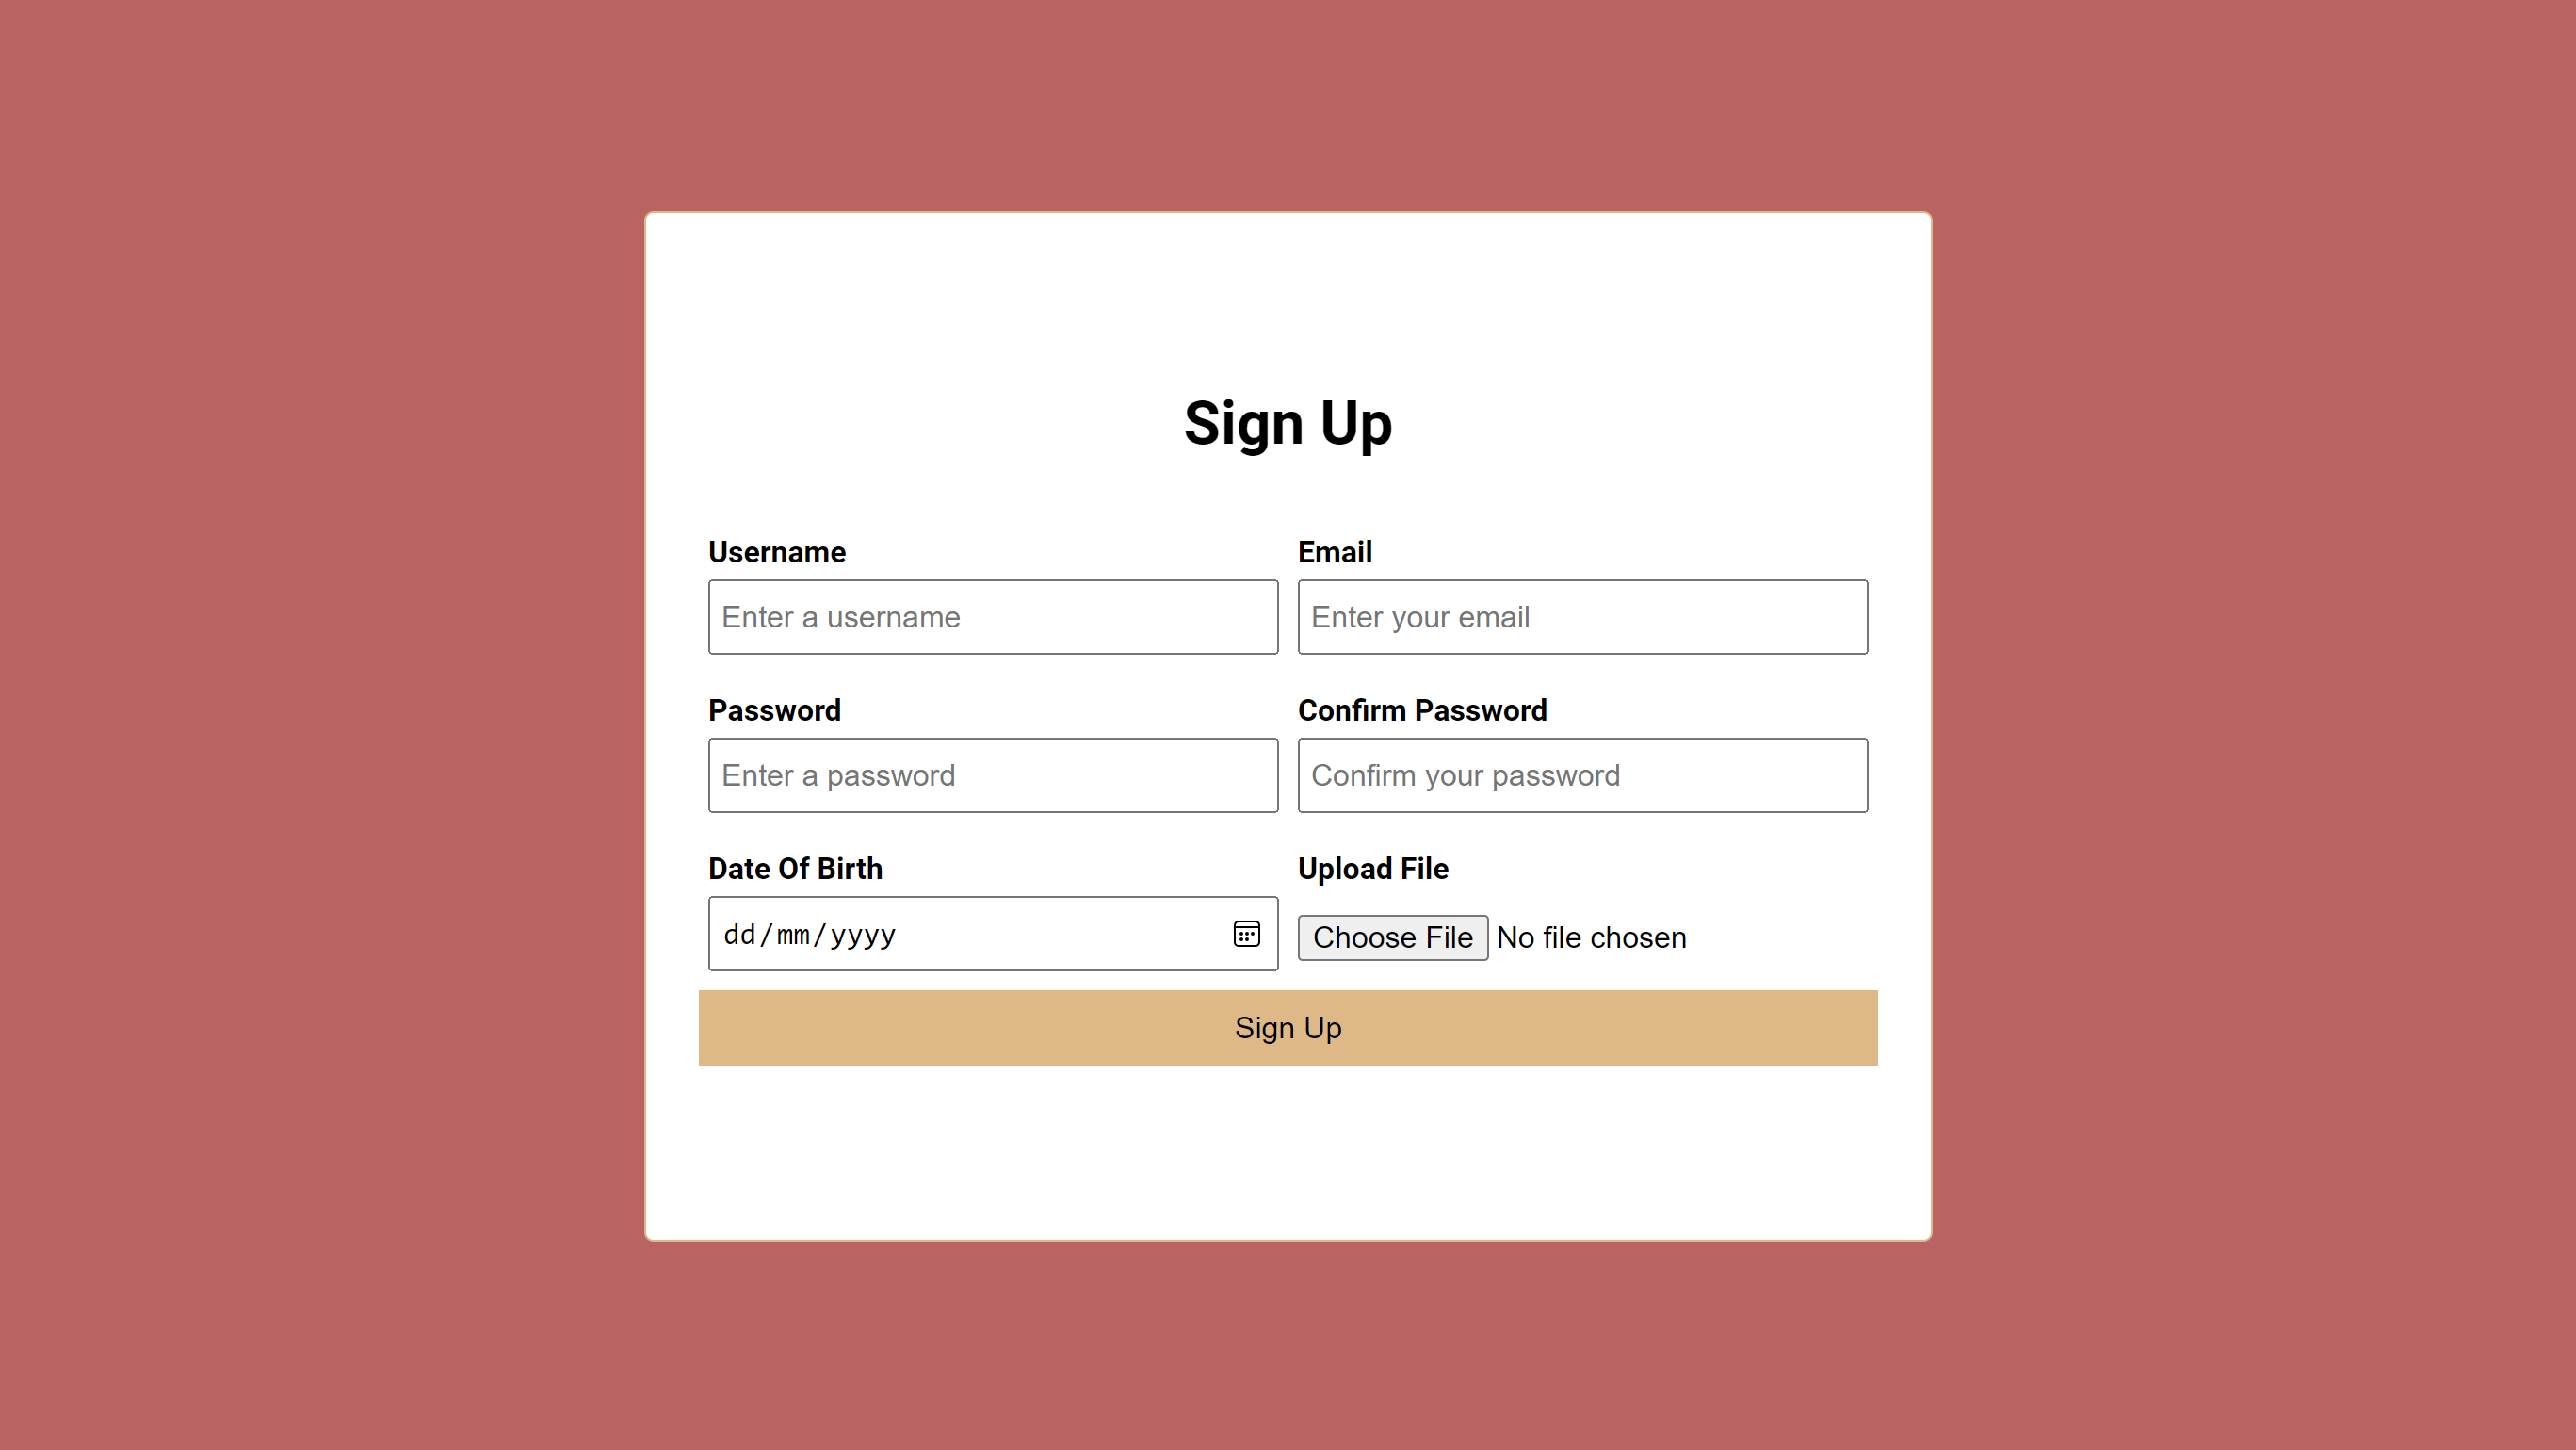 Sign Up
Username
Email
Enter a username
Enter your email
Password
Confirm Password
Enter a password
Confirm your password
Date Of Birth
Upload File
dd/mm/yyyy
Choose File No file chosen
Sign Up